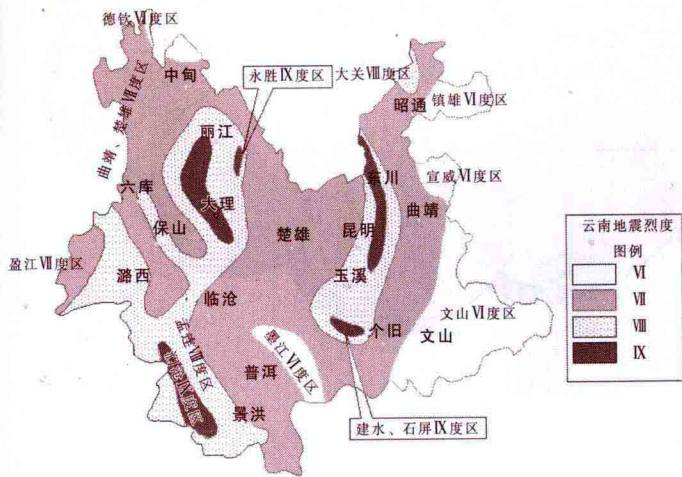 德钦Ⅵ度区
中甸
永胜Ⅸ度区
大关Ⅷ度区
昭通
镇雄Ⅵ度区
曲靖、楚雄Ⅶ度区
丽江
六库
大理
保山
东川
宣威Ⅵ度区
曲靖
楚雄
昆明
盈江Ⅶ度区
潞西
临沧
玉溪
云南地震烈度
图例
Ⅵ
Ⅶ
Ⅷ
Ⅸ
孟连Ⅷ度区
墨江Ⅵ度区
个旧
文山
文山Ⅵ度区
普洱
景洪
建水、石屏Ⅸ度区